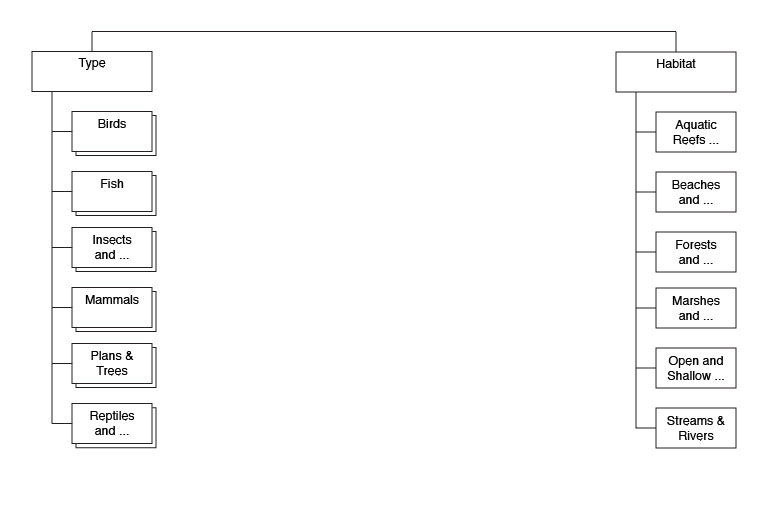 Type
Birds
Fish
Insects
and ...
Mammals
Plans &
Trees
Reptiles
and ...
Habitat
Aquatic
Reefs ...
Beaches
and ...
Forests
and ...
Marshes
and ...
Open and
Shallow ...
Streams &
Rivers